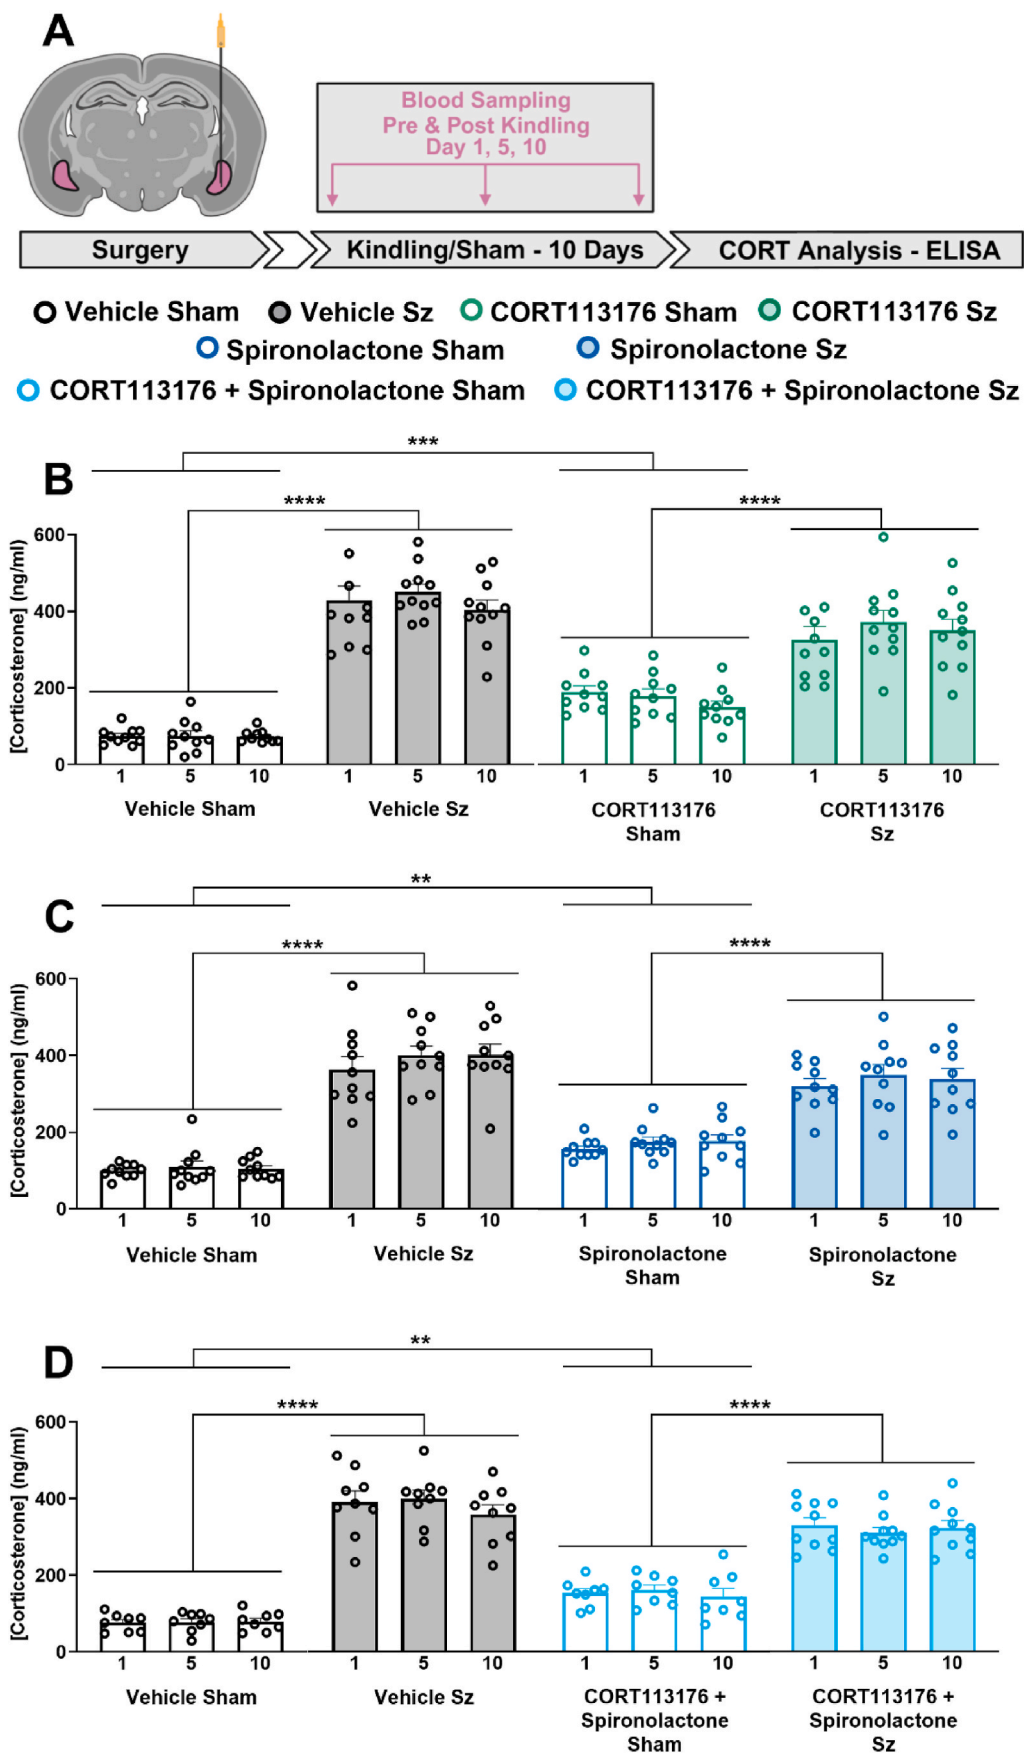 A
Blood Sampling
Pre & Post Kindling
Day 1, 5, 10
Surgery
Kindling/Sham - 10 Days
CORT Analysis - ELISA
Vehicle Sham
Vehicle Sz
CORT113176 Sham
CORT113176 Sz
Spironolactone Sham
Spironolactone Sz
CORT113176 + Spironolactone Sham
CORT113176 + Spironolactone Sz
B
***
****
****
[Corticosterone] (ng/ml)
600
400
200
0
1 5 10
1 5 10
1 5 10
1 5 10
Vehicle Sham
Vehicle Sz
CORT113176
Sham
CORT113176
Sz
C
**
****
****
[Corticosterone] (ng/ml)
600
400
200
0
1 5 10
1 5 10
1 5 10
1 5 10
Vehicle Sham
Vehicle Sz
Spironolactone
Sham
Spironolactone
Sz
D
**
****
****
[Corticosterone] (ng/ml)
600
400
200
0
1 5 10
1 5 10
1 5 10
1 5 10
Vehicle Sham
Vehicle Sz
CORT113176 +
Spironolactone
Sham
CORT113176 +
Spironolactone
Sz